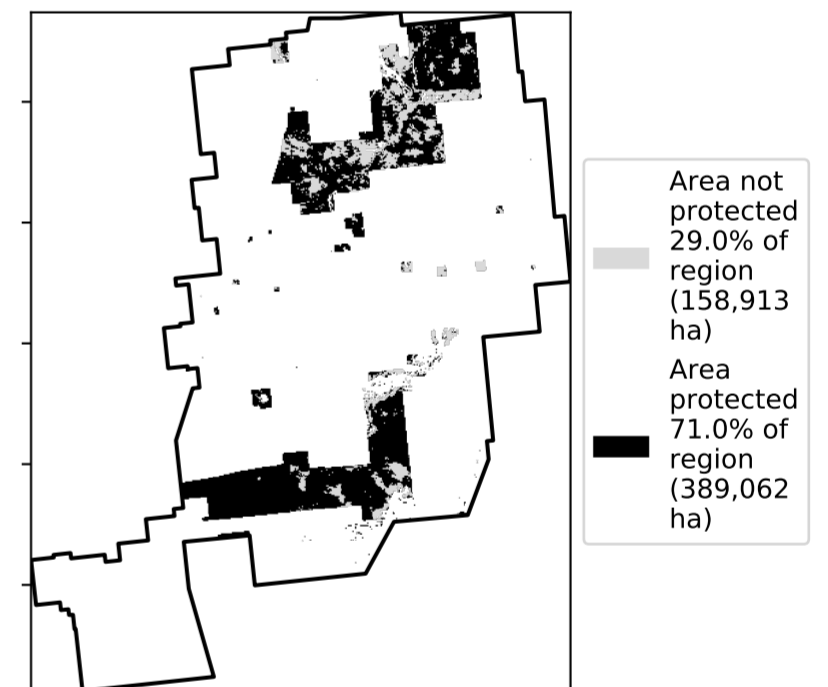 Area not
protected
29.0% of
region
(158,913
ha)
Area
protected
71.0% of
region
(389,062
ha)